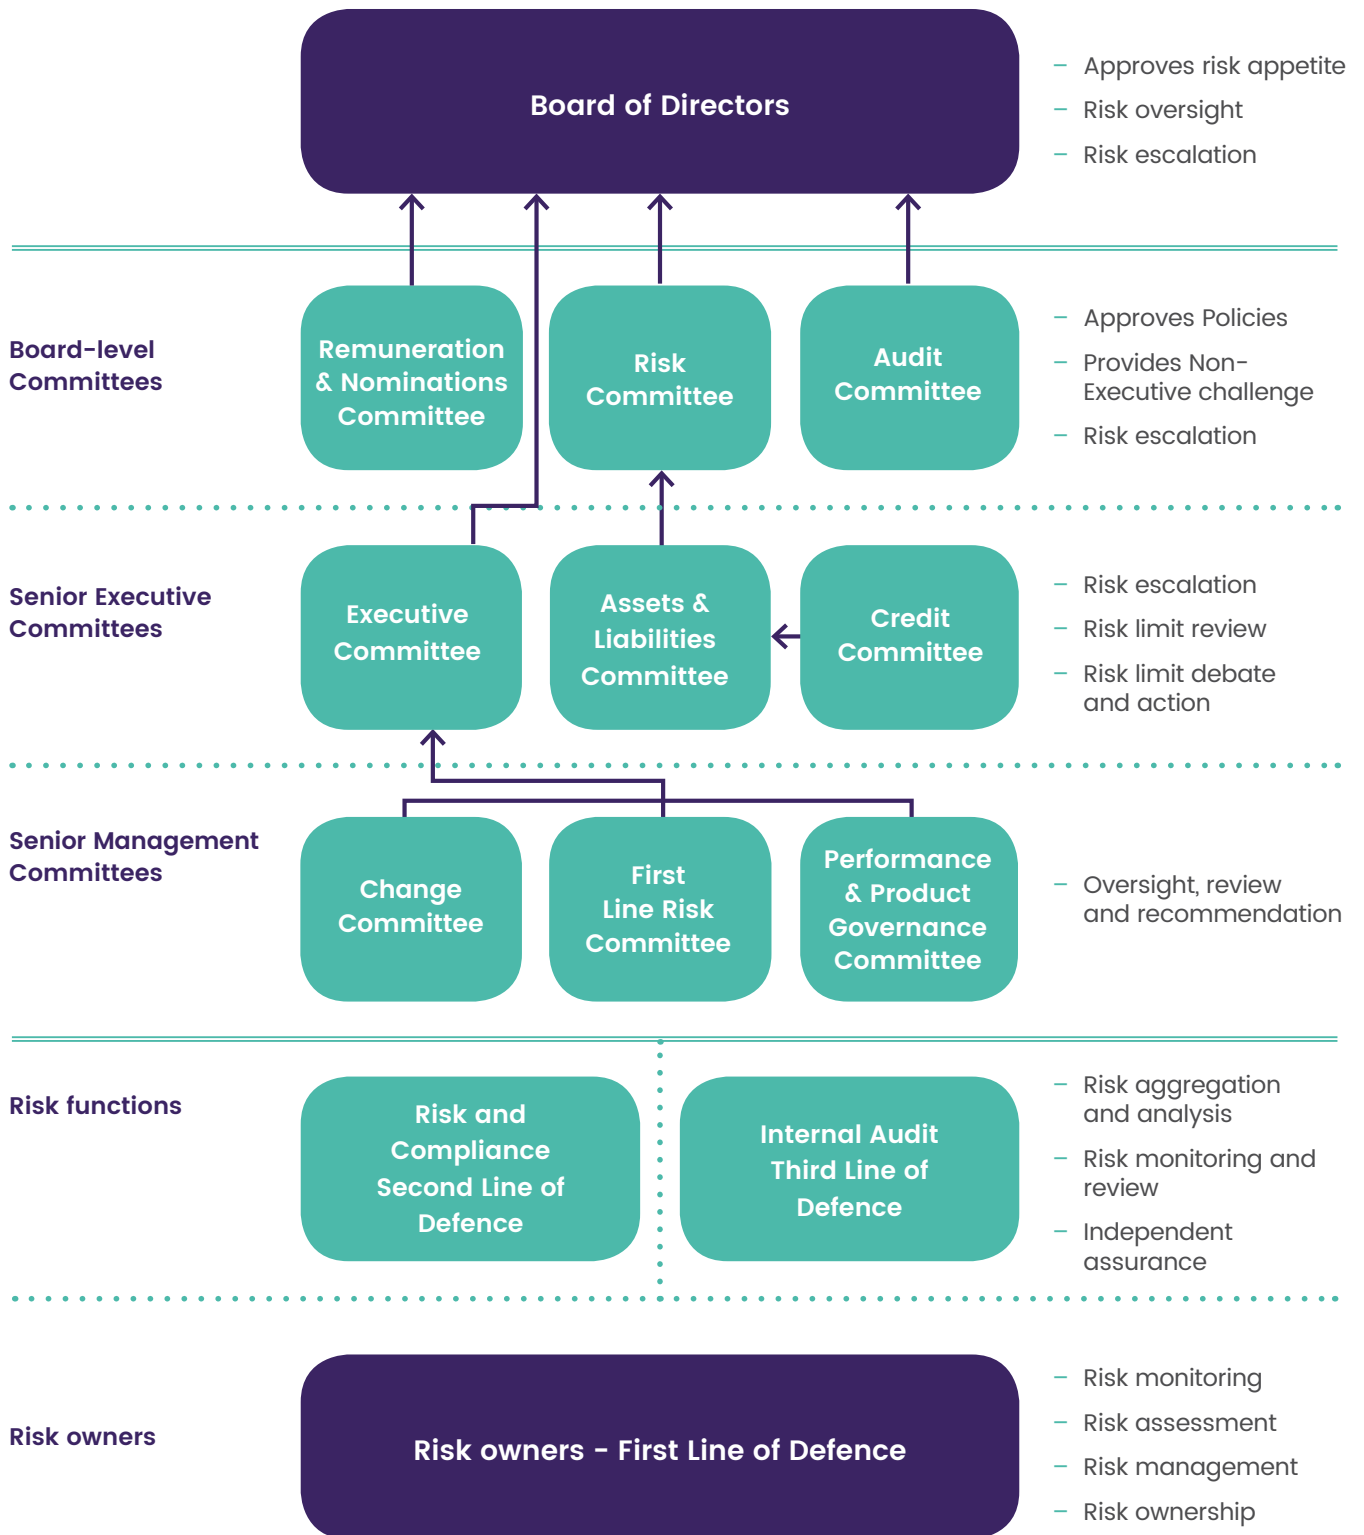 Board of Directors
– Approves risk appetite
– Risk oversight
– Risk escalation
Board-level
Committees
Remuneration
& Nominations
Committee
Risk
Committee
Audit
Committee
– Approves Policies
– Provides Non-
Executive challenge
– Risk escalation
Senior Executive
Committees
Executive
Committee
Assets &
Liabilities
Committee
Credit
Committee
– Risk escalation
– Risk limit review
– Risk limit debate
and action
Senior Management
Committees
Change
Committee
First
Line Risk
Committee
Performance
& Product
Governance
Committee
– Oversight, review
and recommendation
Risk functions
Risk and
Compliance
Second Line of
Defence
Internal Audit
Third Line of
Defence
– Risk aggregation
and analysis
– Risk monitoring and
review
– Independent
assurance
Risk owners
Risk owners - First Line of Defence
– Risk monitoring
– Risk assessment
– Risk management
– Risk ownership